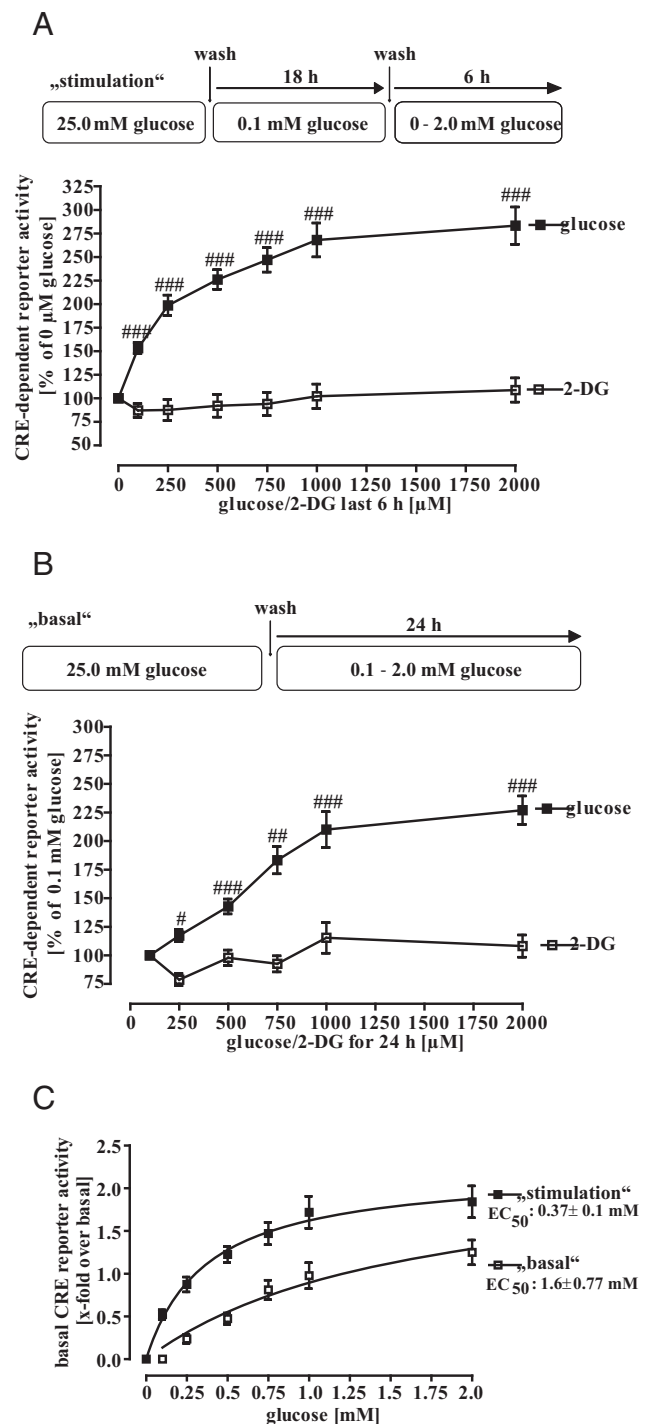 A
wash
wash
„stimulation“
18 h
6 h
25.0 mM glucose
0.1 mM glucose
0 - 2.0 mM glucose
CRE-dependent reporter activity
[% of 0 µM glucose]
325
300
275
250
225
200
175
150
125
100
75
50
###
###
###
###
###
###
glucose
2-DG
0 250 500 750 1000 1250 1500 1750 2000
glucose/2-DG last 6 h [µM]
B
„basal“
wash
24 h
25.0 mM glucose
0.1 - 2.0 mM glucose
CRE-dependent reporter activity
[% of 0.1 mM glucose]
300
275
250
225
200
175
150
125
100
75
#
###
##
###
###
glucose
2-DG
0 250 500 750 1000 1250 1500 1750 2000
glucose/2-DG for 24 h [µM]
C
basal CRE reporter activity
[x-fold over basal]
2.5
2.0
1.5
1.0
0.5
0.0
„stimulation“
EC50: 0.37± 0.1 mM
„basal“
EC50: 1.6±0.77 mM
0 0.25 0.5 0.75 1.0 1.25 1.5 1.75 2.0
glucose [mM]